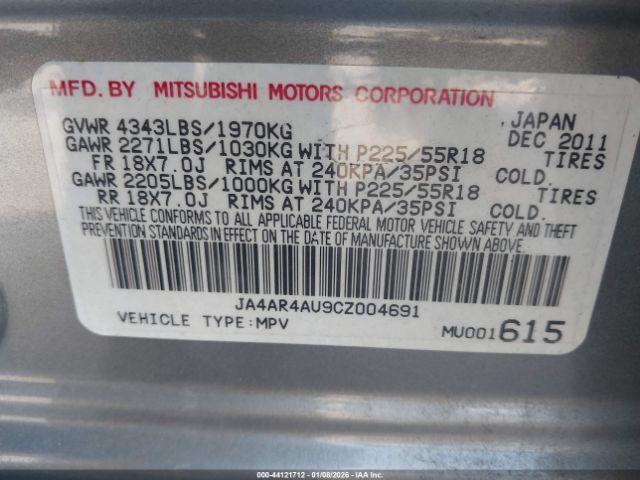 MFD. BY MITSUBISHI MOTORS CORPORATION
JAPAN
GVWR 4343LBS/1970KG DEC 2011
GAWR 2271LBS/1030KG WITH P225/55R18 TIRES
FR 18X7.0J RIMS AT 240KPA/35PSI COLD.
GAWR 2205LBS/1000KG WITH P225/55R18 TIRES
RR 18X7.0J RIMS AT 240KPA/35PSI COLD.
THIS VEHICLE CONFORMS TO ALL APPLICABLE FEDERAL MOTOR VEHICLE SAFETY AND THEFT
PREVENTION STANDARDS IN EFFECT ON THE DATE OF MANUFACTURE SHOWN ABOVE.
JA4AR4AU9CZ004691
VEHICLE TYPE:MPV MU001615
000-44121712 - 01/08/2026 - IAAI.COM